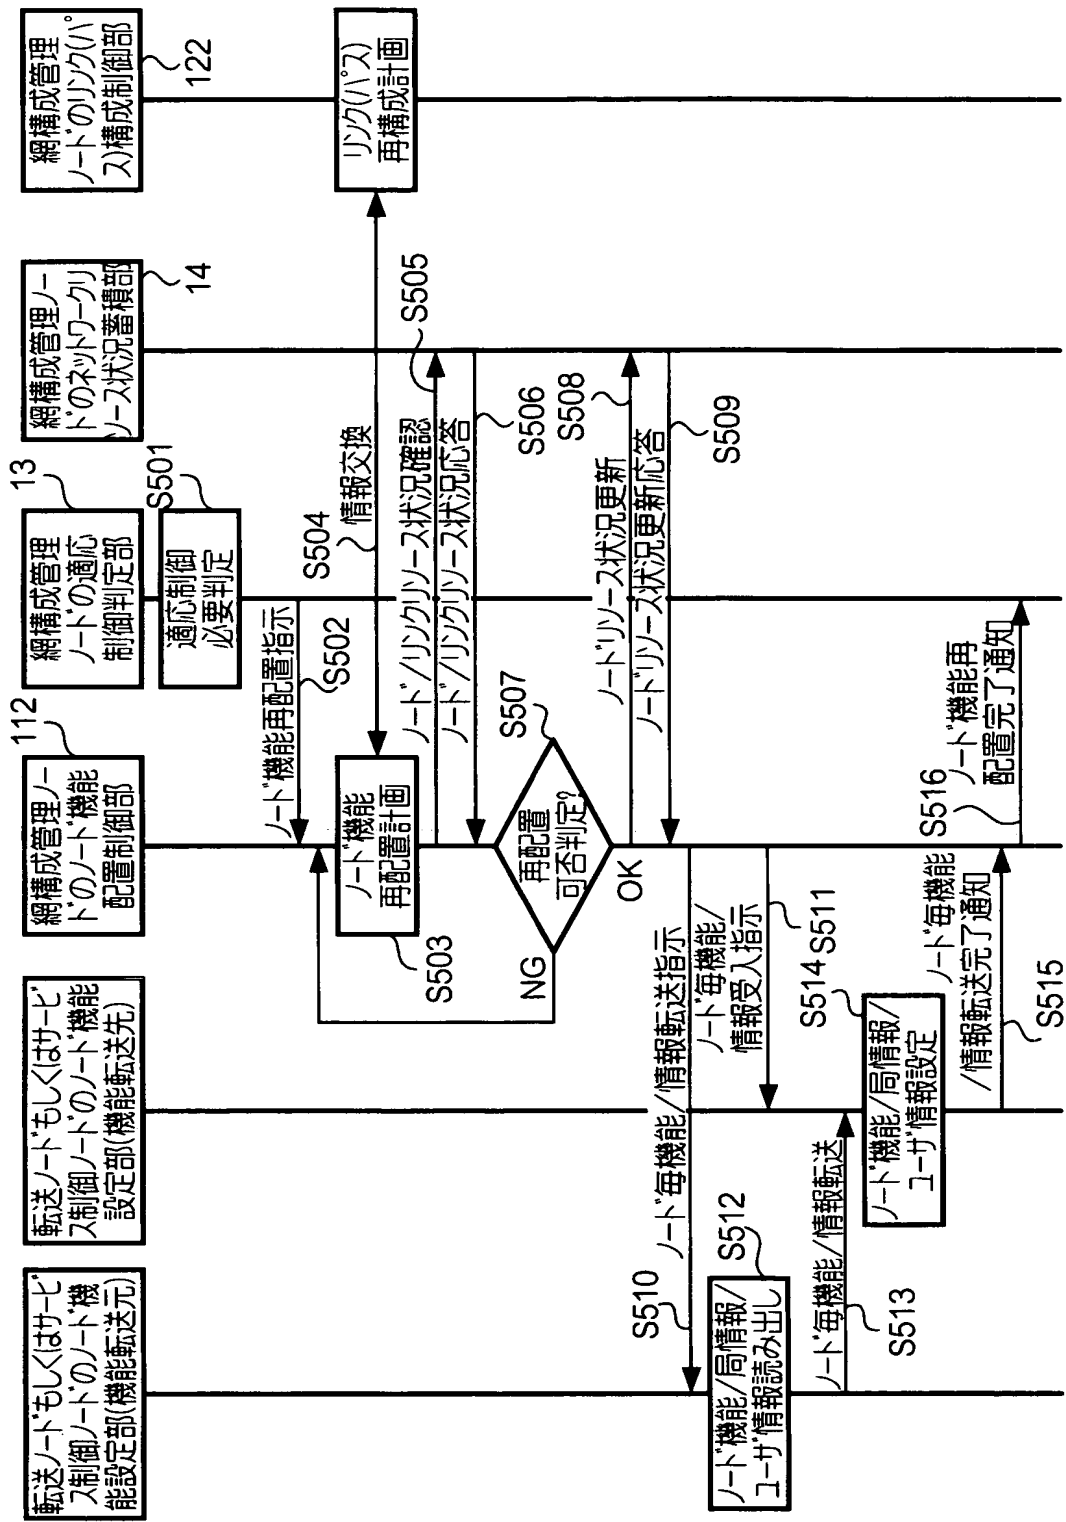 転送ノードもしくはサービ
ス制御ノードのノード機
能設定部(機能転送元)
転送ノードもしくはサービ
ス制御ノードのノード機能
設定部(機能転送先)
網構成管理ノー
ドのノード機能
配置制御部
112
網構成管理
ノードの適応
制御判定部
13
網構成管理ノー
ドのネットワークリ
ソース状況蓄積部
14
網構成管理
ノードのリンク(パ
ス)構成制御部
122
適応制御
必要判定
S501
ノード機能再配置指示
S502
ノード機能
再配置計画
S503
情報交換
S504
リンク(パス)
再構成計画
ノード/リンクリソース状況確認
S505
ノード/リンクリソース状況応答
S506
再配置
可否判定?
S507
NG
OK
ノードリソース状況更新
S508
ノードリソース状況更新応答
S509
ノード毎機能/情報転送指示
S510
ノード毎機能/
情報受入指示
S511
ノード機能/局情報/
ユーザ情報読み出し
S512
ノード毎機能/情報転送
S513
ノード機能/局情報/
ユーザ情報設定
S514
ノード毎機能
/情報転送完了通知
S515
ノード機能再
配置完了通知
S516